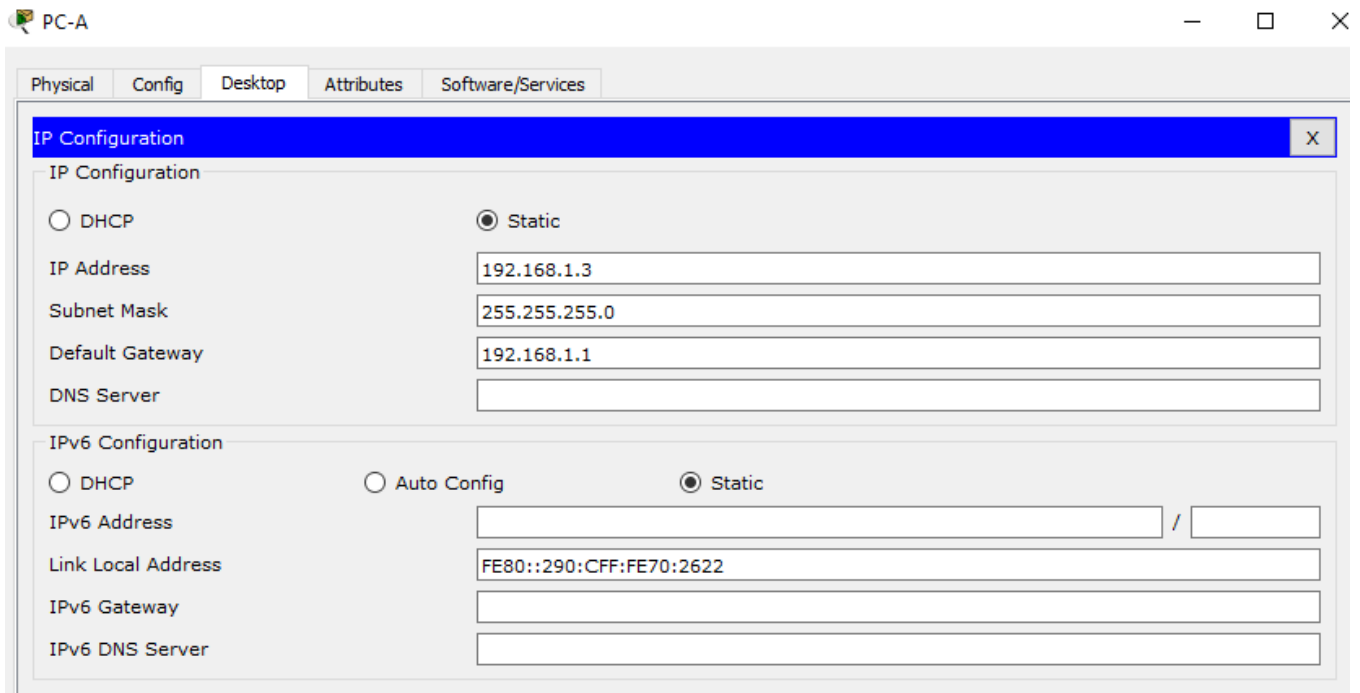 PC-A
Physical Config Desktop Attributes Software/Services
IP Configuration X
IP Configuration
DHCP Static
IP Address 192.168.1.3
Subnet Mask 255.255.255.0
Default Gateway 192.168.1.1
DNS Server
IPv6 Configuration
DHCP Auto Config Static
IPv6 Address /
Link Local Address FE80::290:CFF:FE70:2622
IPv6 Gateway
IPv6 DNS Server